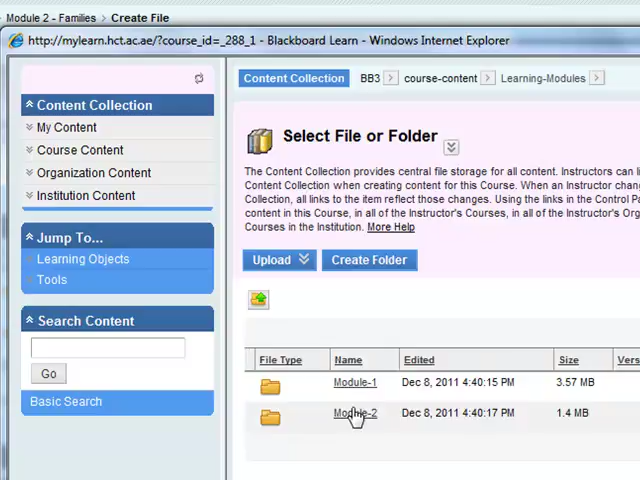 Module 2 - Families > Create File
http://mylearn.hct.ac.ae/?course_id=_288_1 - Blackboard Learn - Windows Internet Explorer
Content Collection BB3 course-content Learning-Modules
Content Collection
My Content
Course Content
Organization Content
Institution Content
Jump To...
Learning Objects
Tools
Search Content
Go
Basic Search
Select File or Folder
The Content Collection provides central file storage for all content. Instructors can li
Content Collection when creating content for this Course. When an Instructor chan
Collection, all links to the item reflect those changes. Using the links in the Control Pa
content in this Course, in all of the Instructor's Courses, in all of the Instructor's Org
Courses in the Institution. More Help
Upload Create Folder
File Type Name Edited Size Vers
Module-1 Dec 8, 2011 4:40:15 PM 3.57 MB
Module-2 Dec 8, 2011 4:40:17 PM 1.4 MB